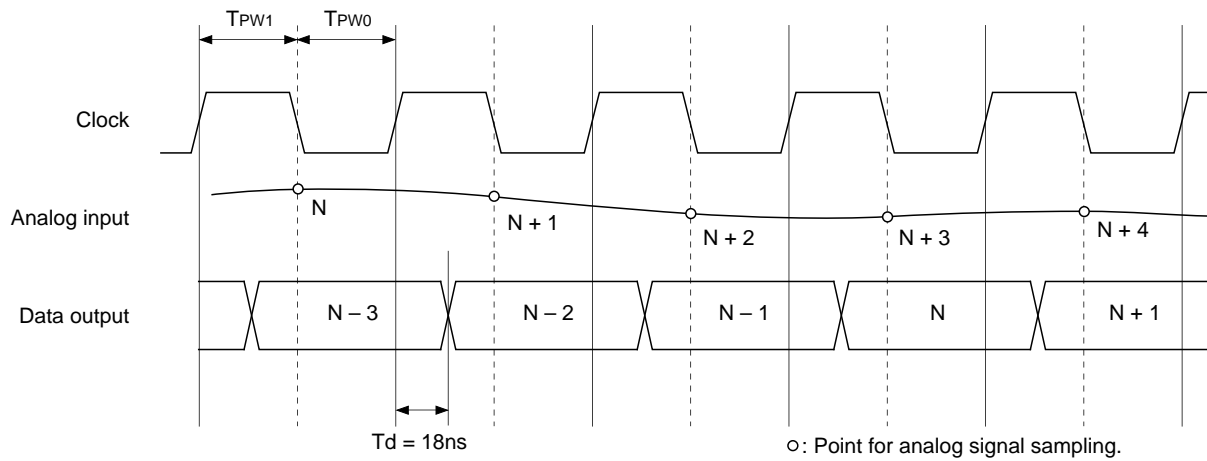 TPW1 TPW0
Clock
Analog input
N N + 1 N + 2 N + 3 N + 4
Data output
N – 3 N – 2 N – 1 N N + 1
Td = 18ns
: Point for analog signal sampling.